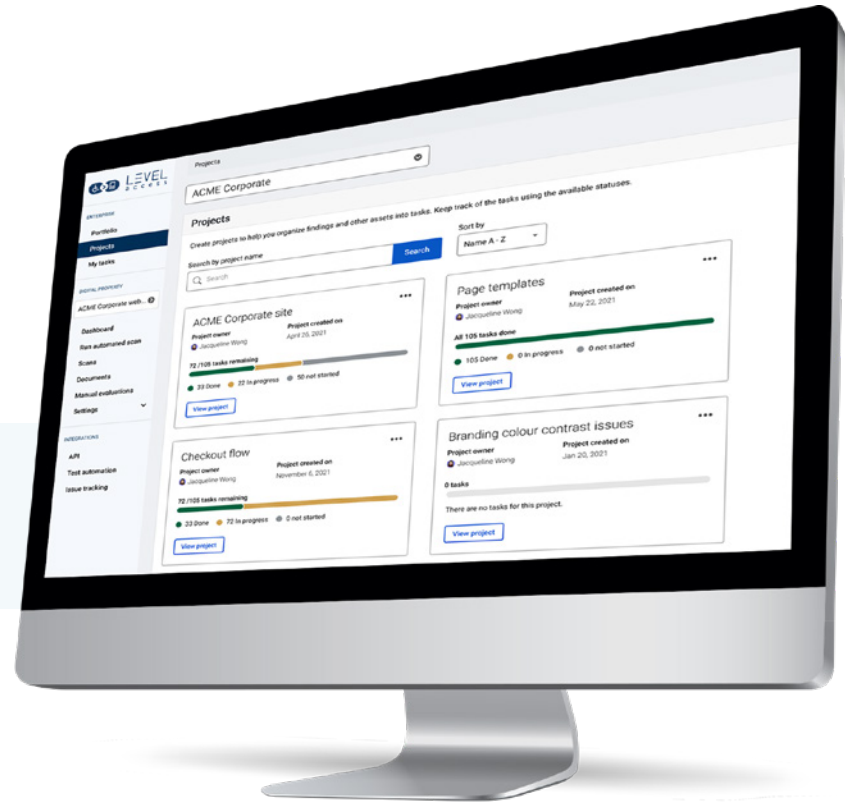 LEVEL
access
ENTERPRISE
Portfolio
Projects
My tasks
DIGITAL PROPERTY
ACME Corporate web...
Dashboard
Run automated scan
Scans
Documents
Manual evaluations
Settings
INTEGRATIONS
API
Test automation
Issue tracking
Projects
ACME Corporate
Projects
Create projects to help you organize findings and other assets into tasks. Keep track of the tasks using the available statuses.
Search by project name
Search
Search
Sort by
Name A - Z
ACME Corporate site
Project owner
Jacqueline Wong
Project created on
April 20, 2021
72 /105 tasks remaining
33 Done 22 In progress 50 not started
View project
Page templates
Project owner
Jacqueline Wong
Project created on
May 22, 2021
All 105 tasks done
105 Done 0 In progress 0 not started
View project
Checkout flow
Project owner
Jacqueline Wong
Project created on
November 6, 2021
72 /105 tasks remaining
33 Done 72 In progress 0 not started
View project
Branding colour contrast issues
Project owner
Jacqueline Wong
Project created on
Jan 20, 2021
0 tasks
There are no tasks for this project.
View project